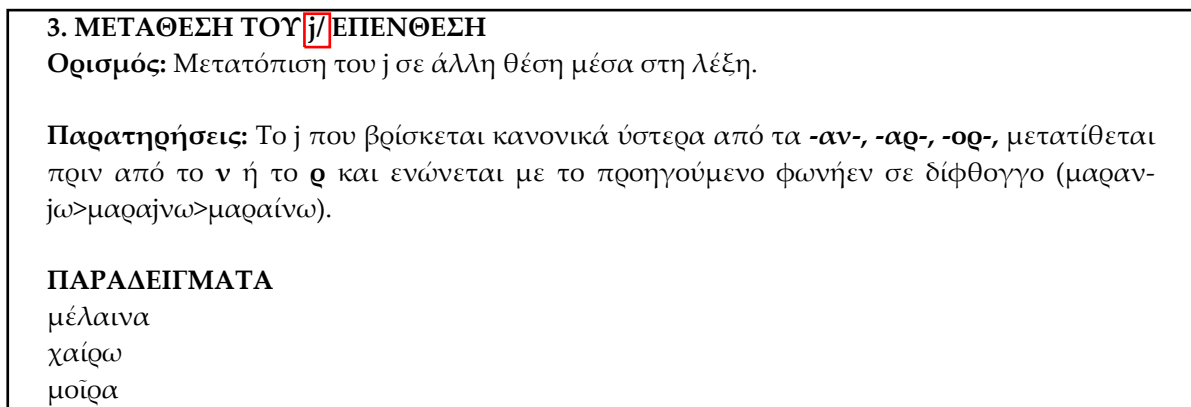 3. ΜΕΤΑΘΕΣΗ ΤΟΥ j/ ΕΠΕΝΘΕΣΗ
Ορισμός: Μετατόπιση του j σε άλλη θέση μέσα στη λέξη.
Παρατηρήσεις: Το j που βρίσκεται κανονικά ύστερα από τα -αν-, -αρ-, -ορ-, μετατίθεται
πριν από το ν ή το ρ και ενώνεται με το προηγούμενο φωνήεν σε δίφθογγο (μαραν-
jω>μαραjνω>μαραίνω).
ΠΑΡΑΔΕΙΓΜΑΤΑ
μέλαινα
χαίρω
μοῖρα